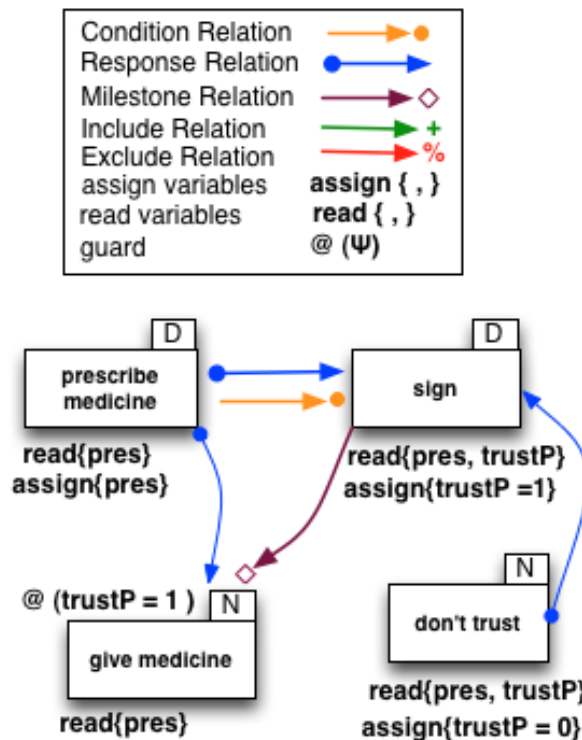 Condition Relation
Response Relation
Milestone Relation
Include Relation +
Exclude Relation %
assign variables assign { , }
read variables read { , }
guard @ (Ψ)
D
prescribe
medicine
read{pres}
assign{pres}
D
sign
read{pres, trustP}
assign{trustP =1}
@ (trustP = 1 )
N
give medicine
read{pres}
N
don't trust
read{pres, trustP}
assign{trustP = 0}